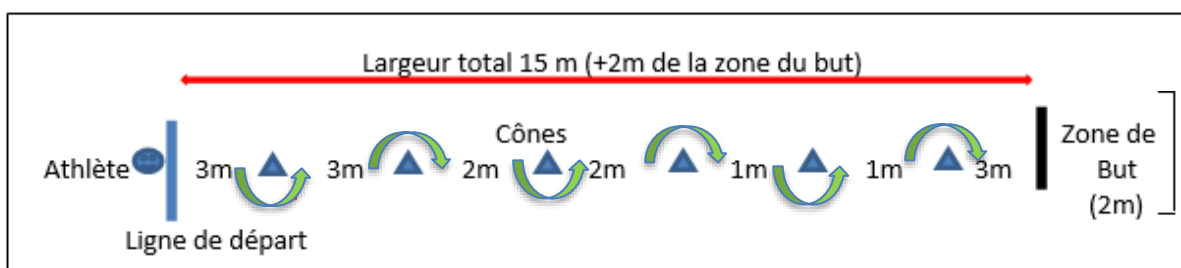 Largeur total 15 m (+2m de la zone du but)
Cônes
Athlète 3m 3m 2m 2m 1m 1m 3m
Zone de
But
(2m)
Ligne de départ